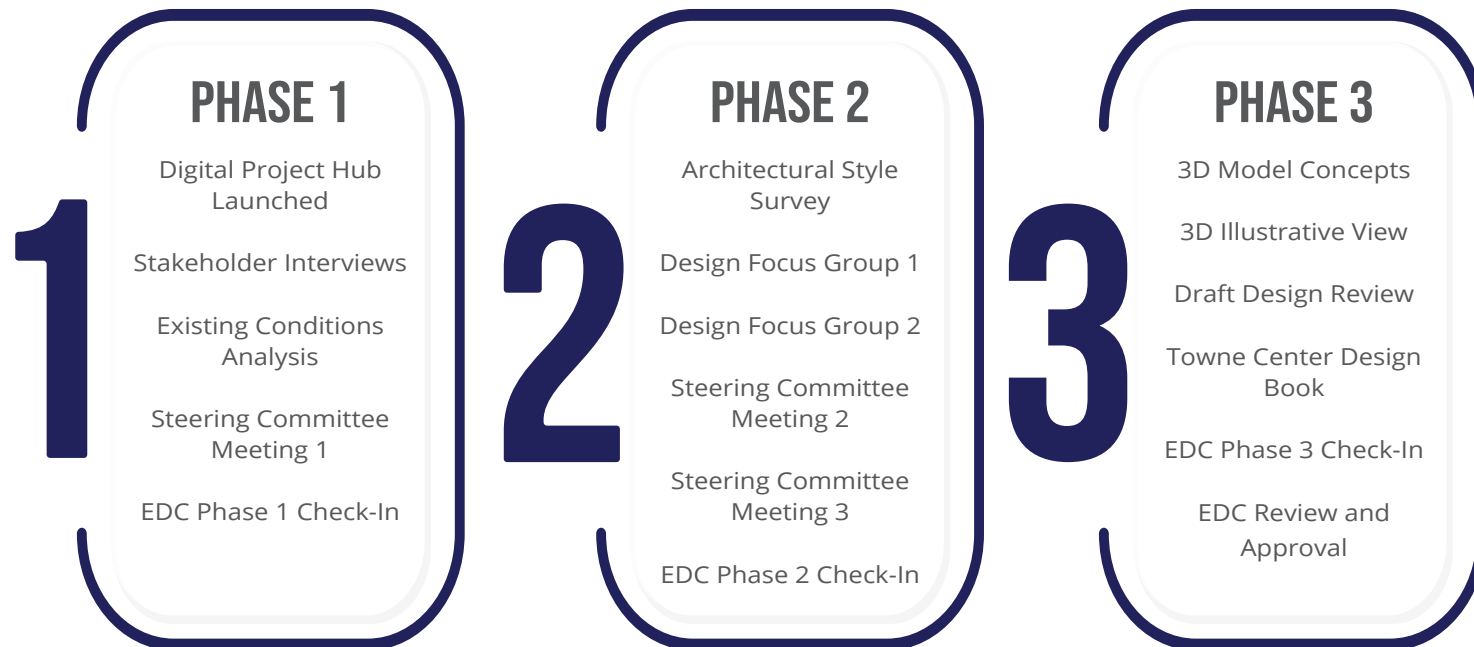 1
PHASE 1
Digital Project Hub
Launched
Stakeholder Interviews
Existing Conditions
Analysis
Steering Committee
Meeting 1
EDC Phase 1 Check-In
2
PHASE 2
Architectural Style
Survey
Design Focus Group 1
Design Focus Group 2
Steering Committee
Meeting 2
Steering Committee
Meeting 3
EDC Phase 2 Check-In
3
PHASE 3
3D Model Concepts
3D Illustrative View
Draft Design Review
Towne Center Design
Book
EDC Phase 3 Check-In
EDC Review and
Approval